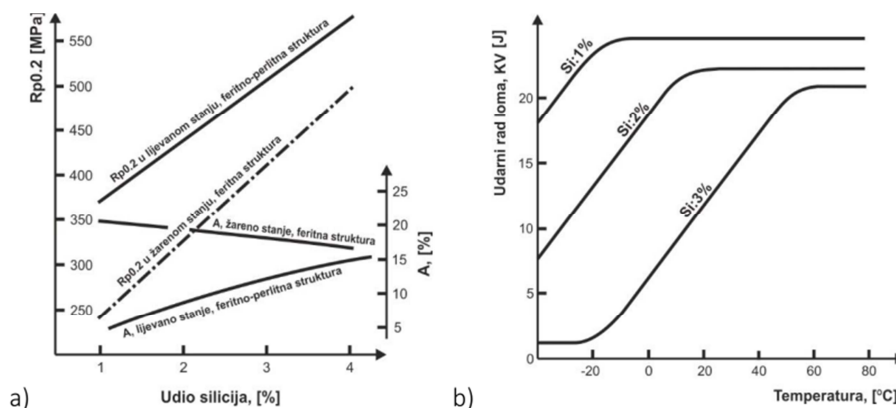 Rp0.2 [MPa]
550
500
450
400
350
300
250
Rp0.2 u lijevanom stanju, feritno-perlitna struktura
Rp0.2 u žarenom stanju, feritna struktura
A, žareno stanje, feritna struktura
A, lijevano stanje, feritno-perlitna struktura
A, [%]
25
20
15
10
5
1 2 3 4
Udio silicija, [%]
a)
Udarni rad loma, KV [J]
20
15
10
5
0
Si:1%
Si:2%
Si:3%
-20 0 20 40 60 80
Temperatura, [°C]
b)